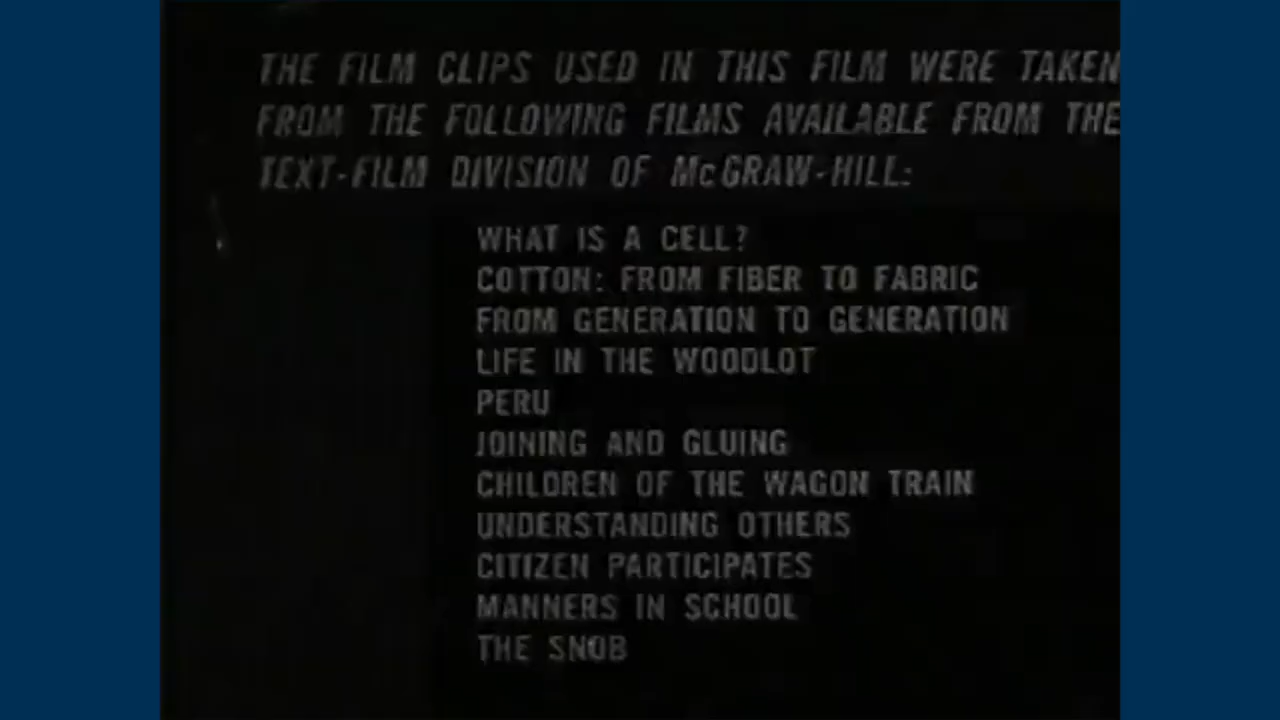 THE FILM CLIPS USED IN THIS FILM WERE TAKEN
FROM THE FOLLOWING FILMS AVAILABLE FROM THE
TEXT-FILM DIVISION OF McGRAW-HILL:
WHAT IS A CELL?
COTTON: FROM FIBER TO FABRIC
FROM GENERATION TO GENERATION
LIFE IN THE WOODLOT
PERU
JOINING AND GLUING
CHILDREN OF THE WAGON TRAIN
UNDERSTANDING OTHERS
CITIZEN PARTICIPATES
MANNERS IN SCHOOL
THE SNOB